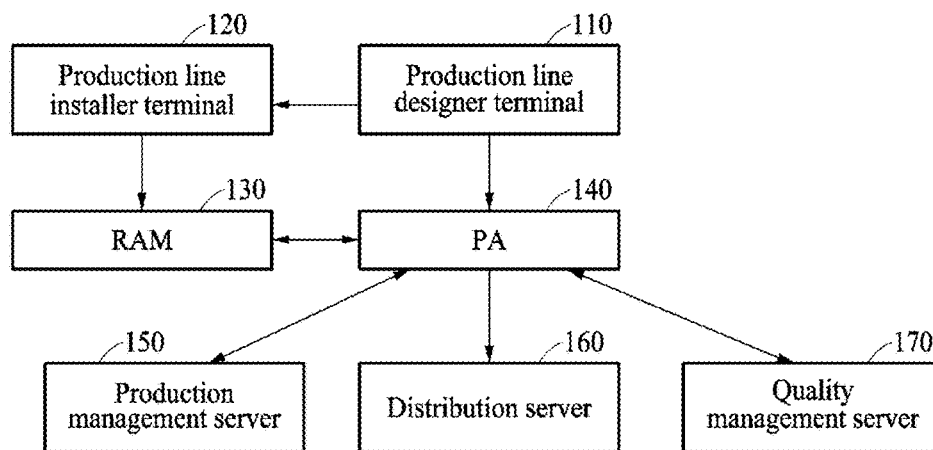 120
110
Production line
installer terminal
Production line
designer terminal
130
140
RAM
PA
150
160
170
Production
management server
Distribution server
Quality
management server